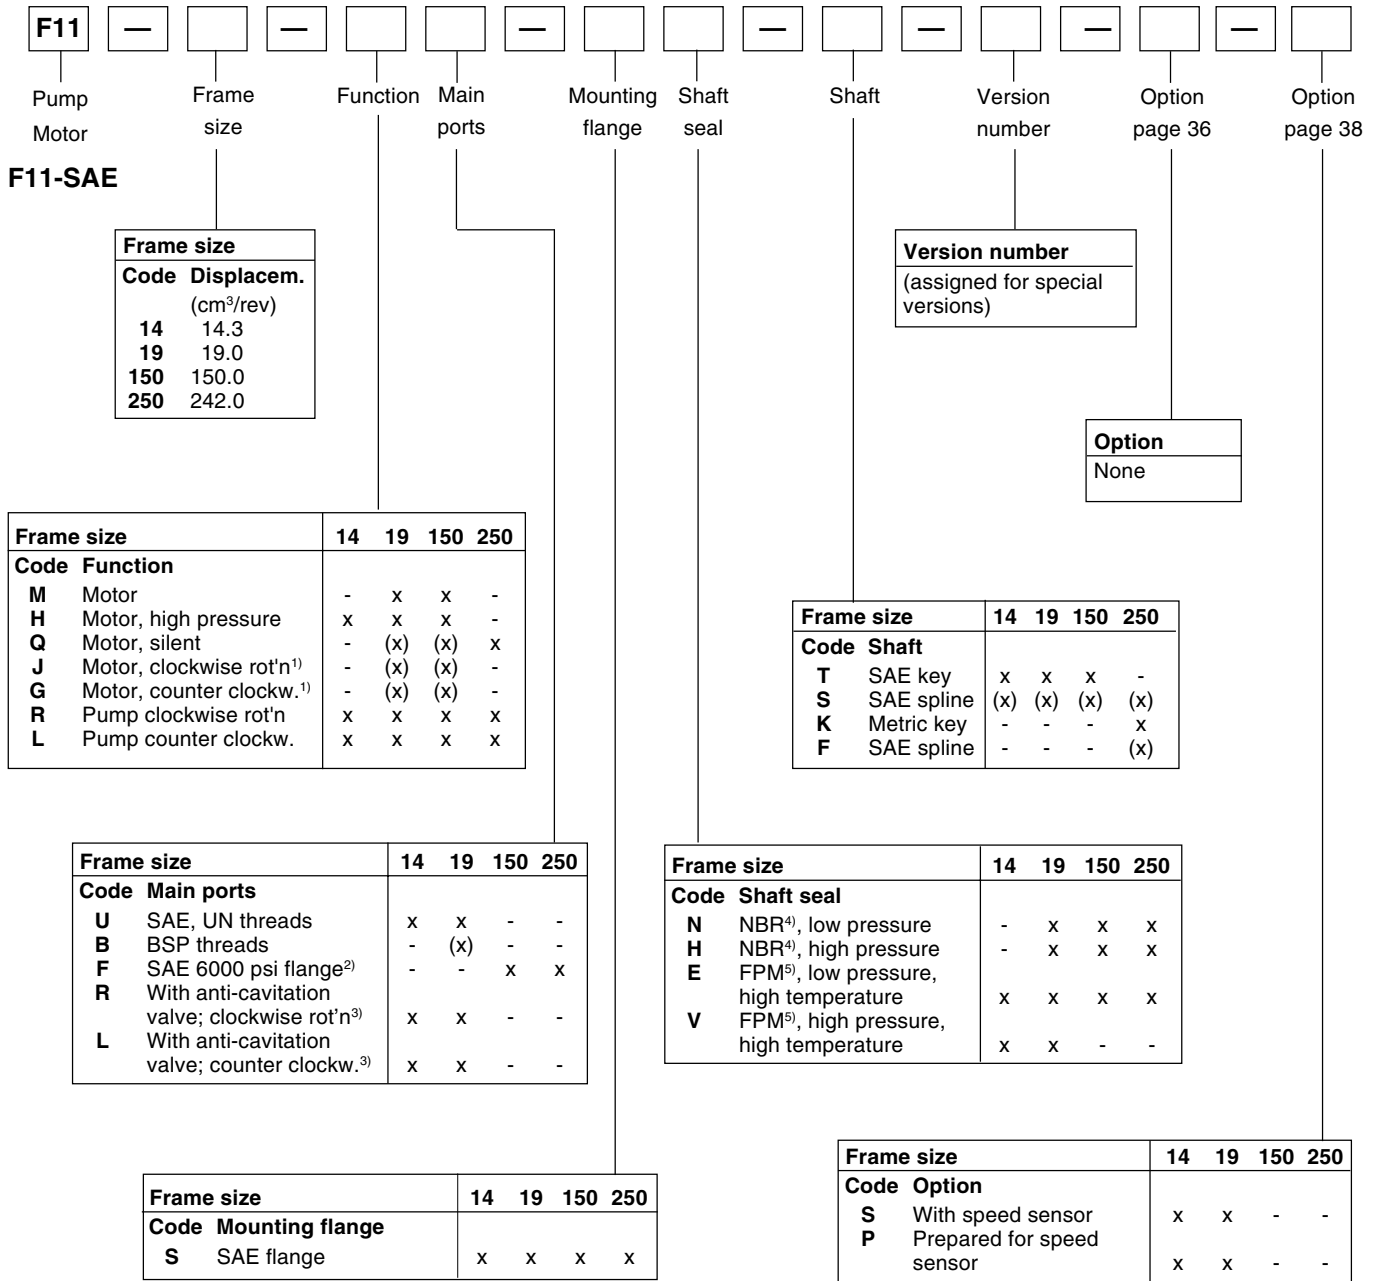 F11 — — — — — — —
Pump Motor
Frame size
Function
Main ports
Mounting flange
Shaft seal
Shaft
Version number
Option page 36
Option page 38
F11-SAE
Frame size
Code Displacem.
(cm³/rev)
14 14.3
19 19.0
150 150.0
250 242.0
Version number
(assigned for special
versions)
Option
None
Frame size 14 19 150 250
Code Function
M Motor - x x -
H Motor, high pressure x x x -
Q Motor, silent - (x) (x) x
J Motor, clockwise rot'n¹⁾ - (x) (x) -
G Motor, counter clockw.¹⁾ - (x) (x) -
R Pump clockwise rot'n x x x x
L Pump counter clockw. x x x x
Frame size 14 19 150 250
Code Shaft
T SAE key x x x -
S SAE spline (x) (x) (x) (x)
K Metric key - - - x
F SAE spline - - - (x)
Frame size 14 19 150 250
Code Main ports
U SAE, UN threads x x - -
B BSP threads - (x) - -
F SAE 6000 psi flange²⁾ - - x x
R With anti-cavitation
valve; clockwise rot'n³⁾ x x - -
L With anti-cavitation
valve; counter clockw.³⁾ x x - -
Frame size 14 19 150 250
Code Shaft seal
N NBR⁴⁾, low pressure - x x x
H NBR⁴⁾, high pressure - x x x
E FPM⁵⁾, low pressure,
high temperature x x x x
V FPM⁵⁾, high pressure,
high temperature x x - -
Frame size 14 19 150 250
Code Mounting flange
S SAE flange x x x x
Frame size 14 19 150 250
Code Option
S With speed sensor x x - -
P Prepared for speed
sensor x x - -